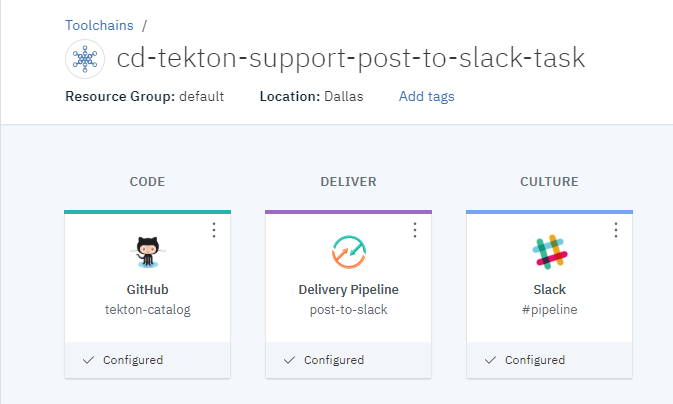 Toolchains /
cd-tekton-support-post-to-slack-task
Resource Group: default Location: Dallas Add tags
CODE
GitHub
tekton-catalog
Configured
DELIVER
Delivery Pipeline
post-to-slack
Configured
CULTURE
Slack
#pipeline
Configured